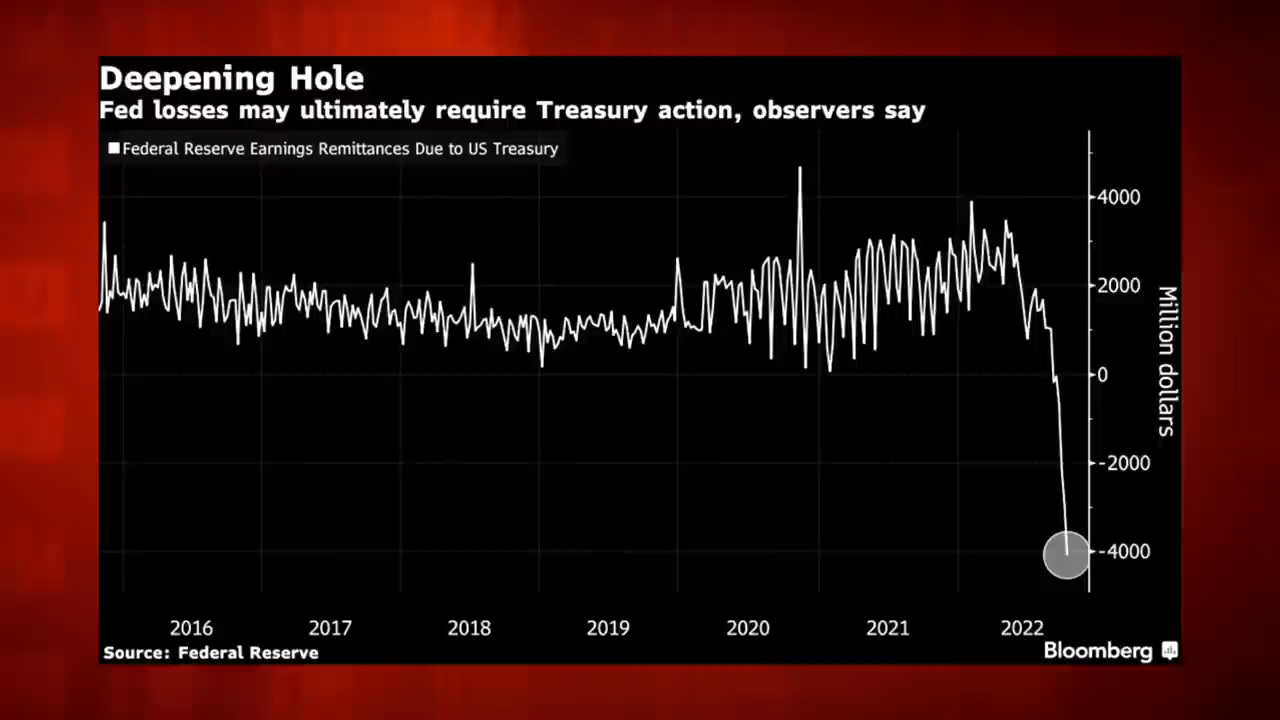 Deepening Hole
Fed losses may ultimately require Treasury action, observers say
Federal Reserve Earnings Remittances Due to US Treasury
4000
2000
0
-2000
-4000
Million dollars
2016 2017 2018 2019 2020 2021 2022
Source: Federal Reserve
Bloomberg